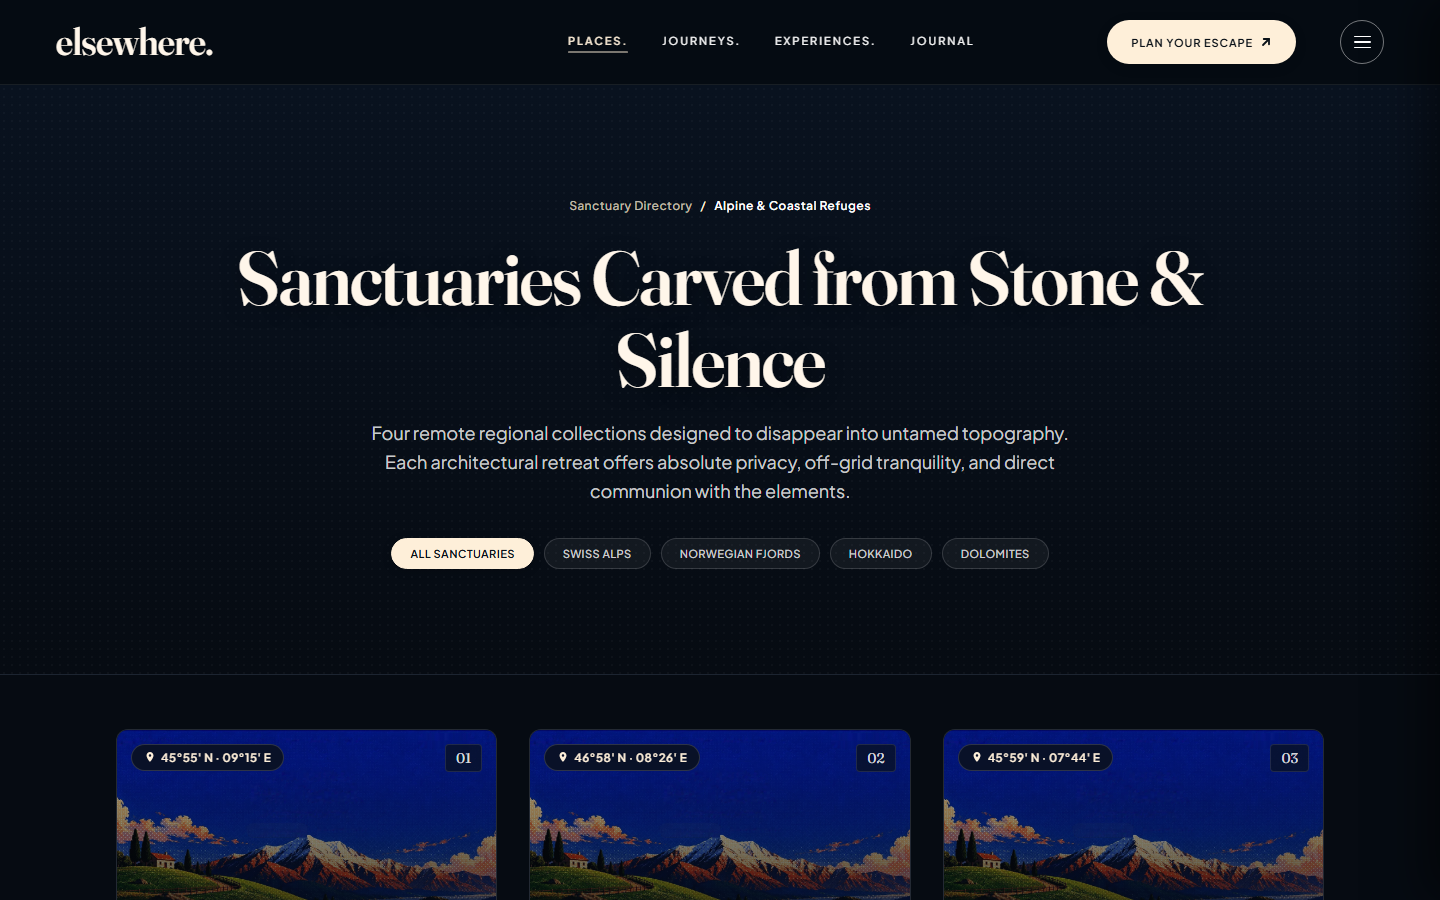 elsewhere.
PLACES.
JOURNEYS.
EXPERIENCES.
JOURNAL
PLAN YOUR ESCAPE
Sanctuary Directory / Alpine & Coastal Refuges
Sanctuaries Carved from Stone &
Silence
Four remote regional collections designed to disappear into untamed topography.
Each architectural retreat offers absolute privacy, off-grid tranquility, and direct
communion with the elements.
ALL SANCTUARIES
SWISS ALPS
NORWEGIAN FJORDS
HOKKAIDO
DOLOMITES
45°55' N · 09°15' E
01
46°58' N · 08°26' E
02
45°59' N · 07°44' E
03